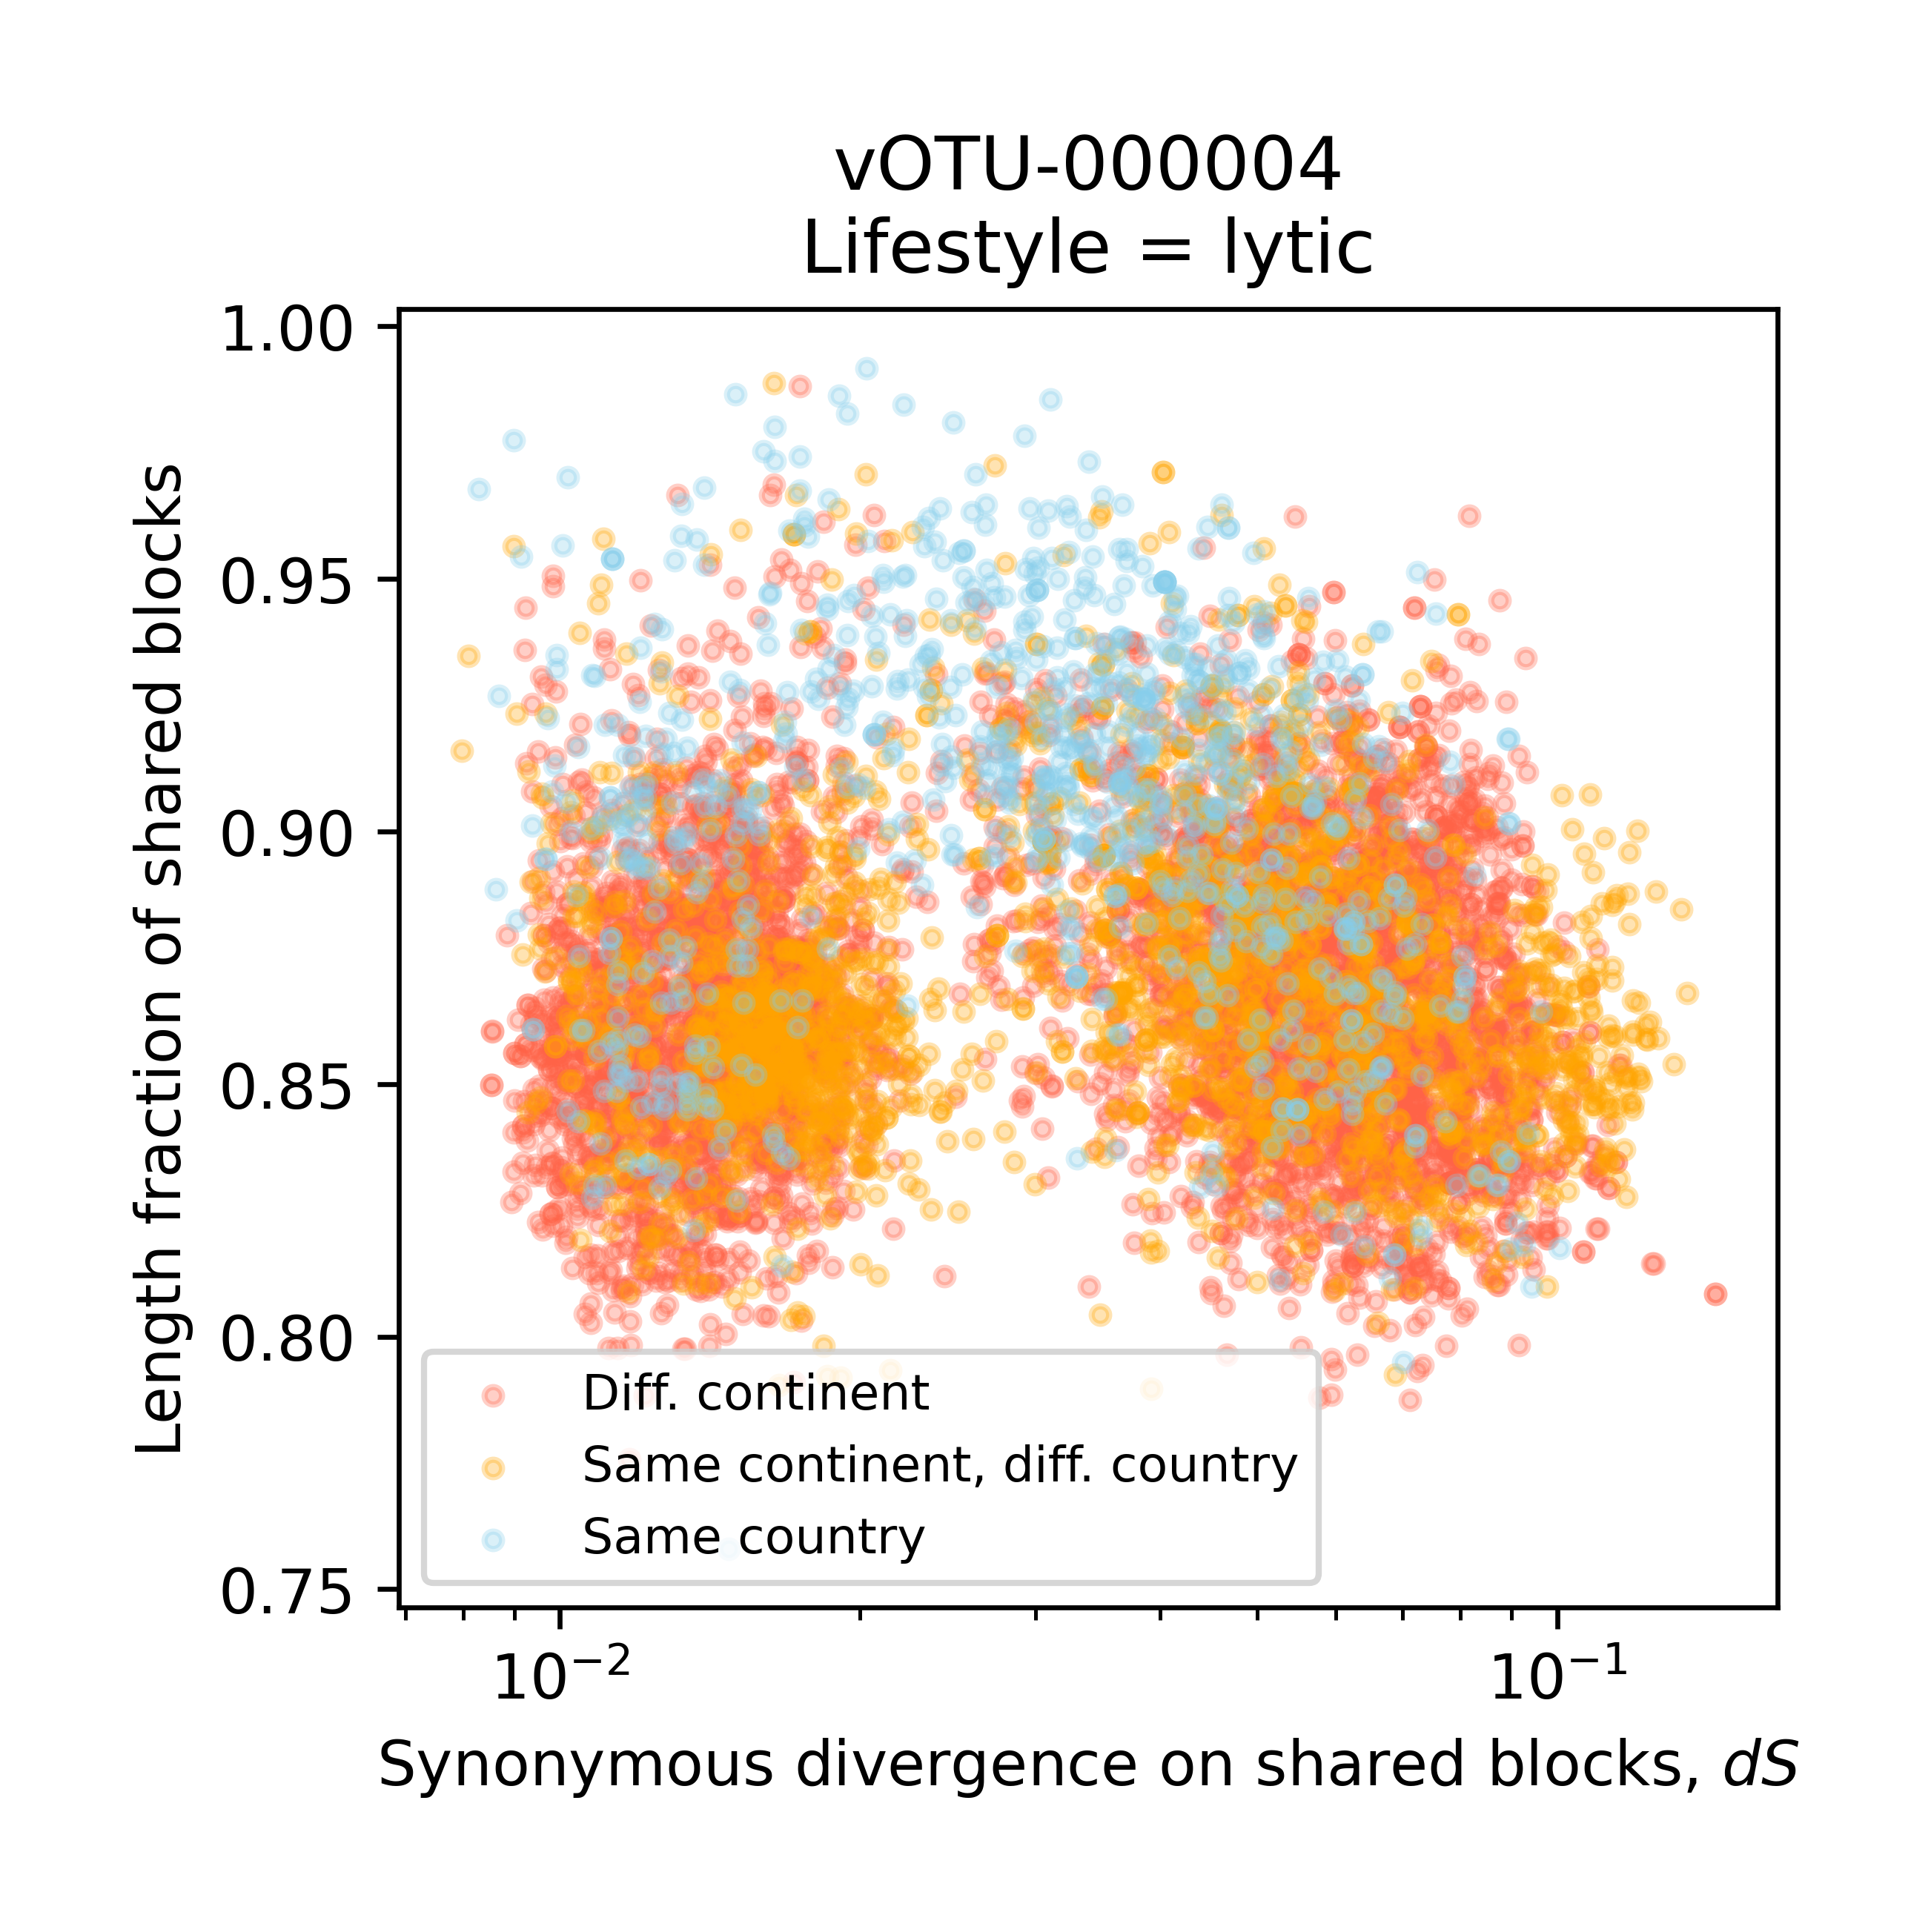 vOTU-000004
Lifestyle = lytic
1.00
0.95
0.90
0.85
0.80
0.75
Length fraction of shared blocks
Diff. continent
Same continent, diff. country
Same country
10⁻²
10⁻¹
Synonymous divergence on shared blocks, dS